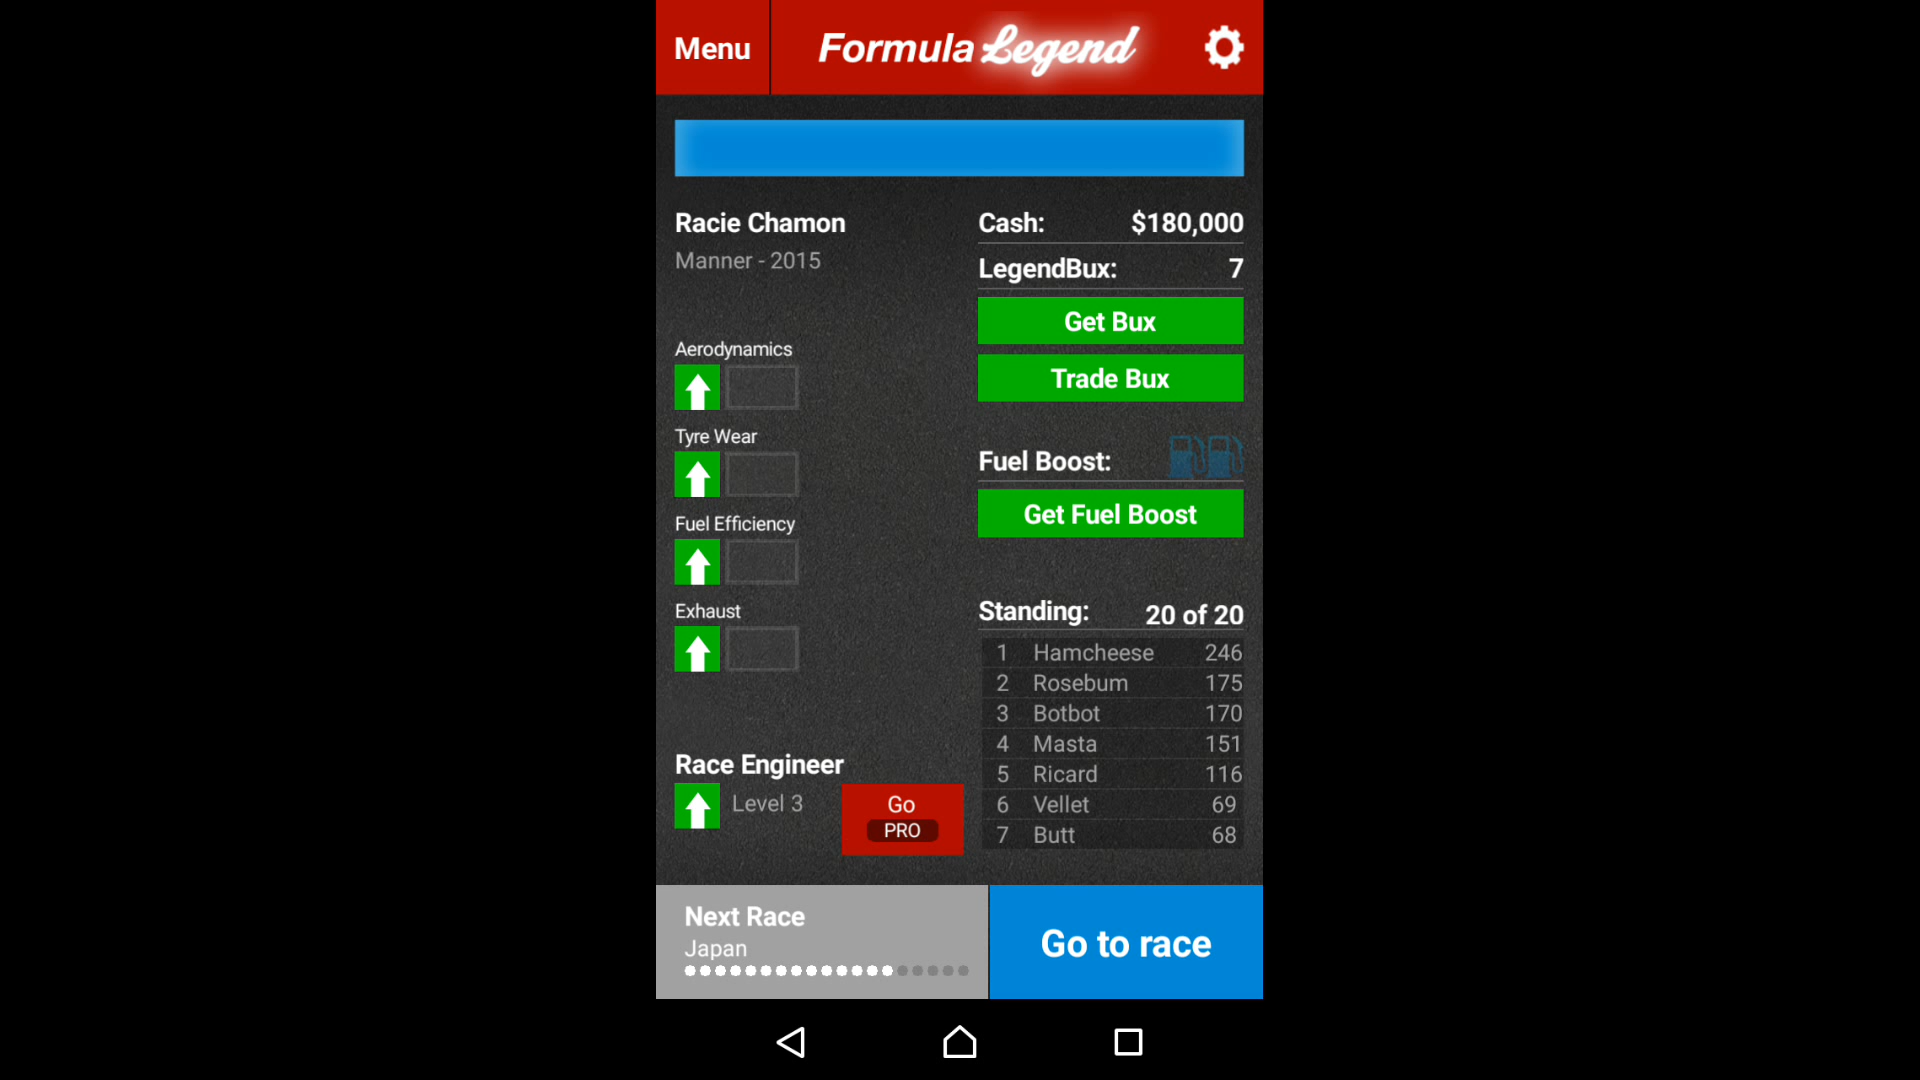 Menu
Formula Legend
Racie Chamon
Manner - 2015
Cash: $180,000
LegendBux: 7
Get Bux
Trade Bux
Aerodynamics
Tyre Wear
Fuel Efficiency
Exhaust
Fuel Boost:
Get Fuel Boost
Standing: 20 of 20
1 Hamcheese 246
2 Rosebum 175
3 Botbot 170
4 Masta 151
5 Ricard 116
6 Vellet 69
7 Butt 68
Race Engineer
Level 3
Go
PRO
Next Race
Japan
Go to race